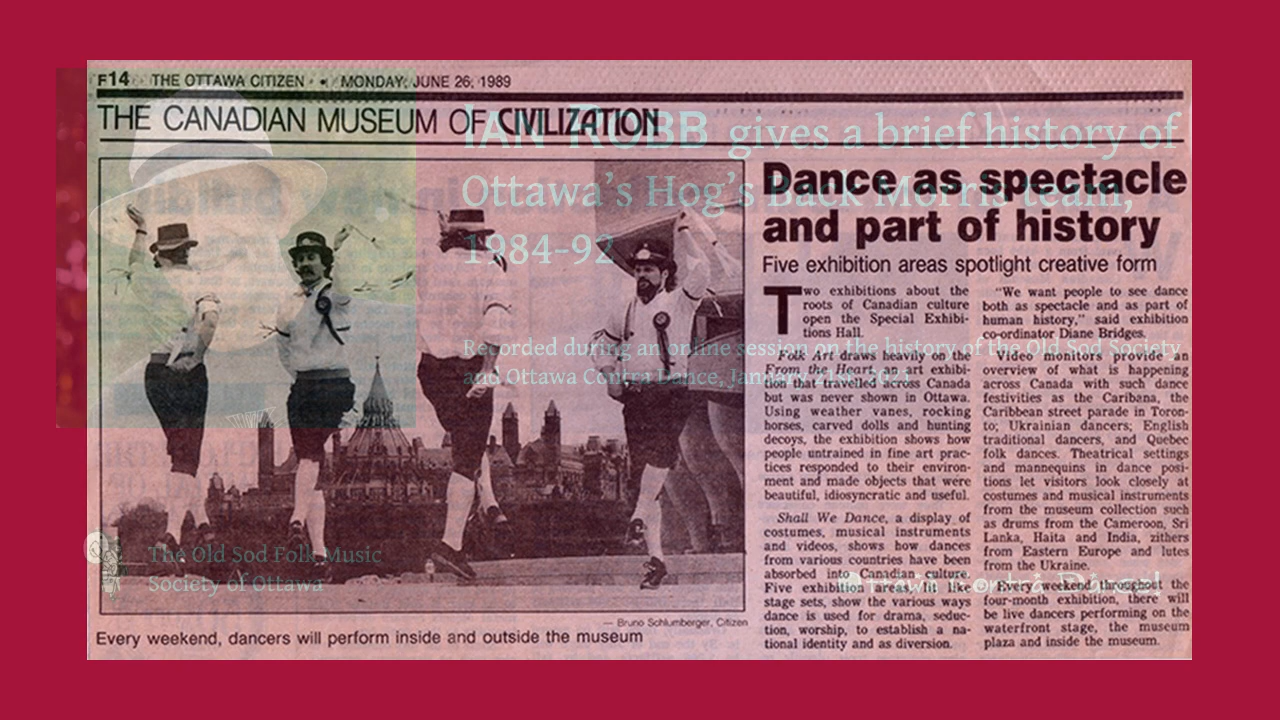 F14 THE OTTAWA CITIZEN • MONDAY, JUNE 26, 1989
THE CANADIAN MUSEUM OF CIVILIZATION
IAN ROBB gives a brief history of
Ottawa's Hog's Back Morris team,
1984-92
Recorded during an online session on the history of the Old Sod Society
and Ottawa Contra Dance, January 21st, 2021
The Old Sod Folk Music
Society of Ottawa
Ottawa Contra Dance!
— Bruno Schlumberger, Citizen
Every weekend, dancers will perform inside and outside the museum
Dance as spectacle
and part of history
Five exhibition areas spotlight creative form
Two exhibitions about the
roots of Canadian culture
open the Special Exhibi-
tions Hall.
Folk Art draws heavily on the
From the Heart, an art exhibi-
tion that travelled across Canada
but was never shown in Ottawa.
Using weather vanes, rocking
horses, carved dolls and hunting
decoys, the exhibition shows how
people untrained in fine art prac-
tices responded to their environ-
ment and made objects that were
beautiful, idiosyncratic and useful.
Shall We Dance, a display of
costumes, musical instruments
and videos, shows how dances
from various countries have been
absorbed into Canadian culture.
Five exhibition areas, lit like
stage sets, show the various ways
dance is used for drama, seduc-
tion, worship, to establish a na-
tional identity and as diversion.
"We want people to see dance
both as spectacle and as part of
human history," said exhibition
co-ordinator Diane Bridges.
Video monitors provide an
overview of what is happening
across Canada with such dance
festivities as the Caribana, the
Caribbean street parade in Toron-
to; Ukrainian dancers; English
traditional dancers, and Quebec
folk dances. Theatrical settings
and mannequins in dance posi-
tions let visitors look closely at
costumes and musical instruments
from the museum collection such
as drums from the Cameroon, Sri
Lanka, Haita and India, zithers
from Eastern Europe and lutes
from the Ukraine.
Every weekend throughout the
four-month exhibition, there will
be live dancers performing on the
waterfront stage, the museum
plaza and inside the museum.